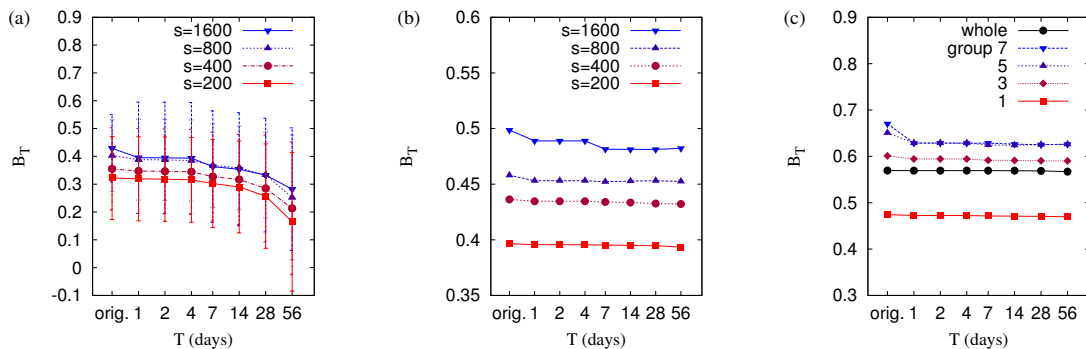 (a)
0.9
0.8
0.7
0.6
0.5
0.4
0.3
0.2
0.1
0
-0.1
B_T
s=1600
s=800
s=400
s=200
orig. 1 2 4 7 14 28 56
T (days)
(b)
0.6
0.55
0.5
0.45
0.4
0.35
B_T
s=1600
s=800
s=400
s=200
orig. 1 2 4 7 14 28 56
T (days)
(c)
0.9
0.8
0.7
0.6
0.5
0.4
0.3
B_T
whole
group 7
5
3
1
orig. 1 2 4 7 14 28 56
T (days)